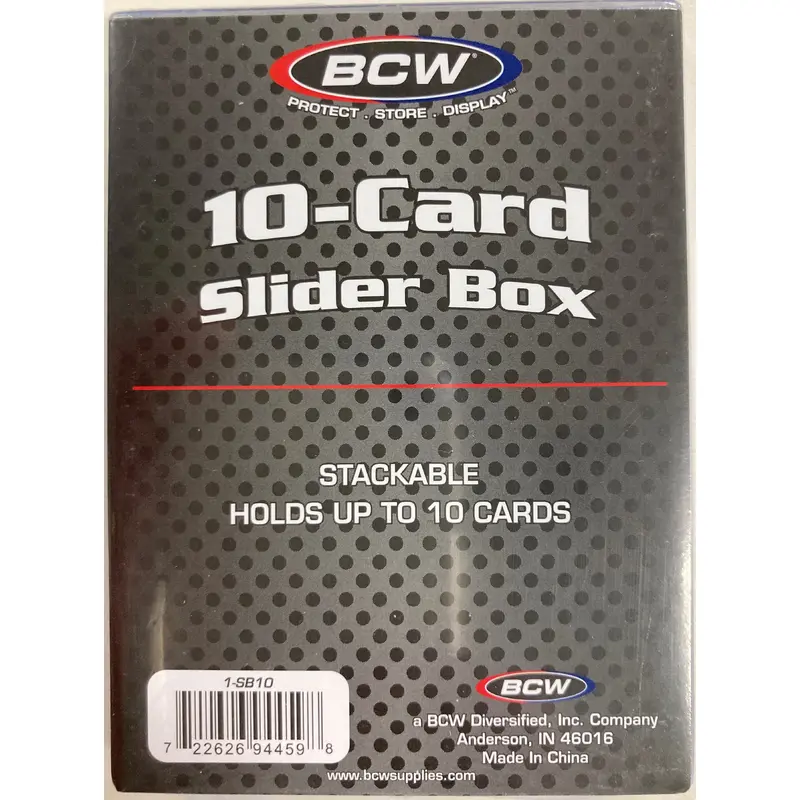 BCW®
PROTECT . STORE . DISPLAY™
10-Card
Slider Box
STACKABLE
HOLDS UP TO 10 CARDS
1-SB10
7 22626 94459 8
BCW
a BCW Diversified, Inc. Company
Anderson, IN 46016
Made In China
www.bcwsupplies.com